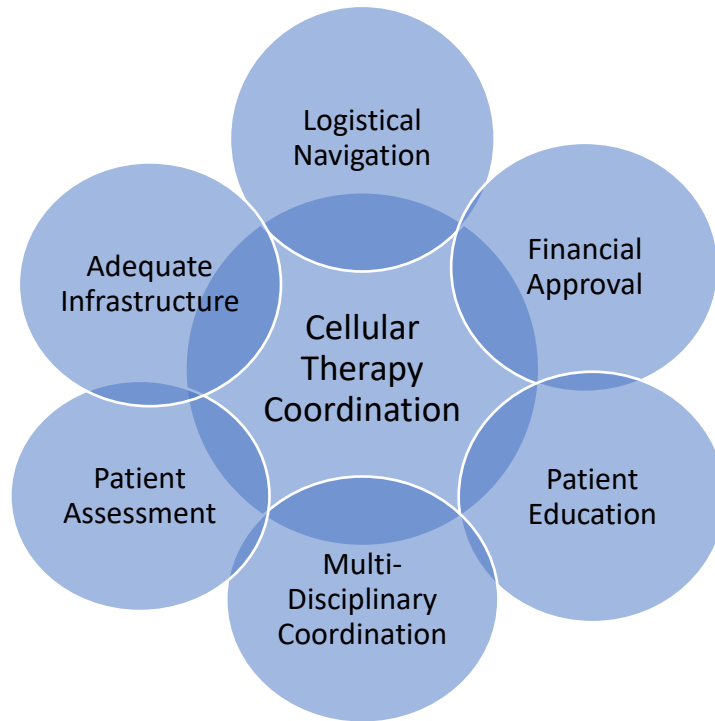 Logistical
Navigation
Financial
Approval
Adequate
Infrastructure
Cellular
Therapy
Coordination
Patient
Assessment
Patient
Education
Multi-
Disciplinary
Coordination